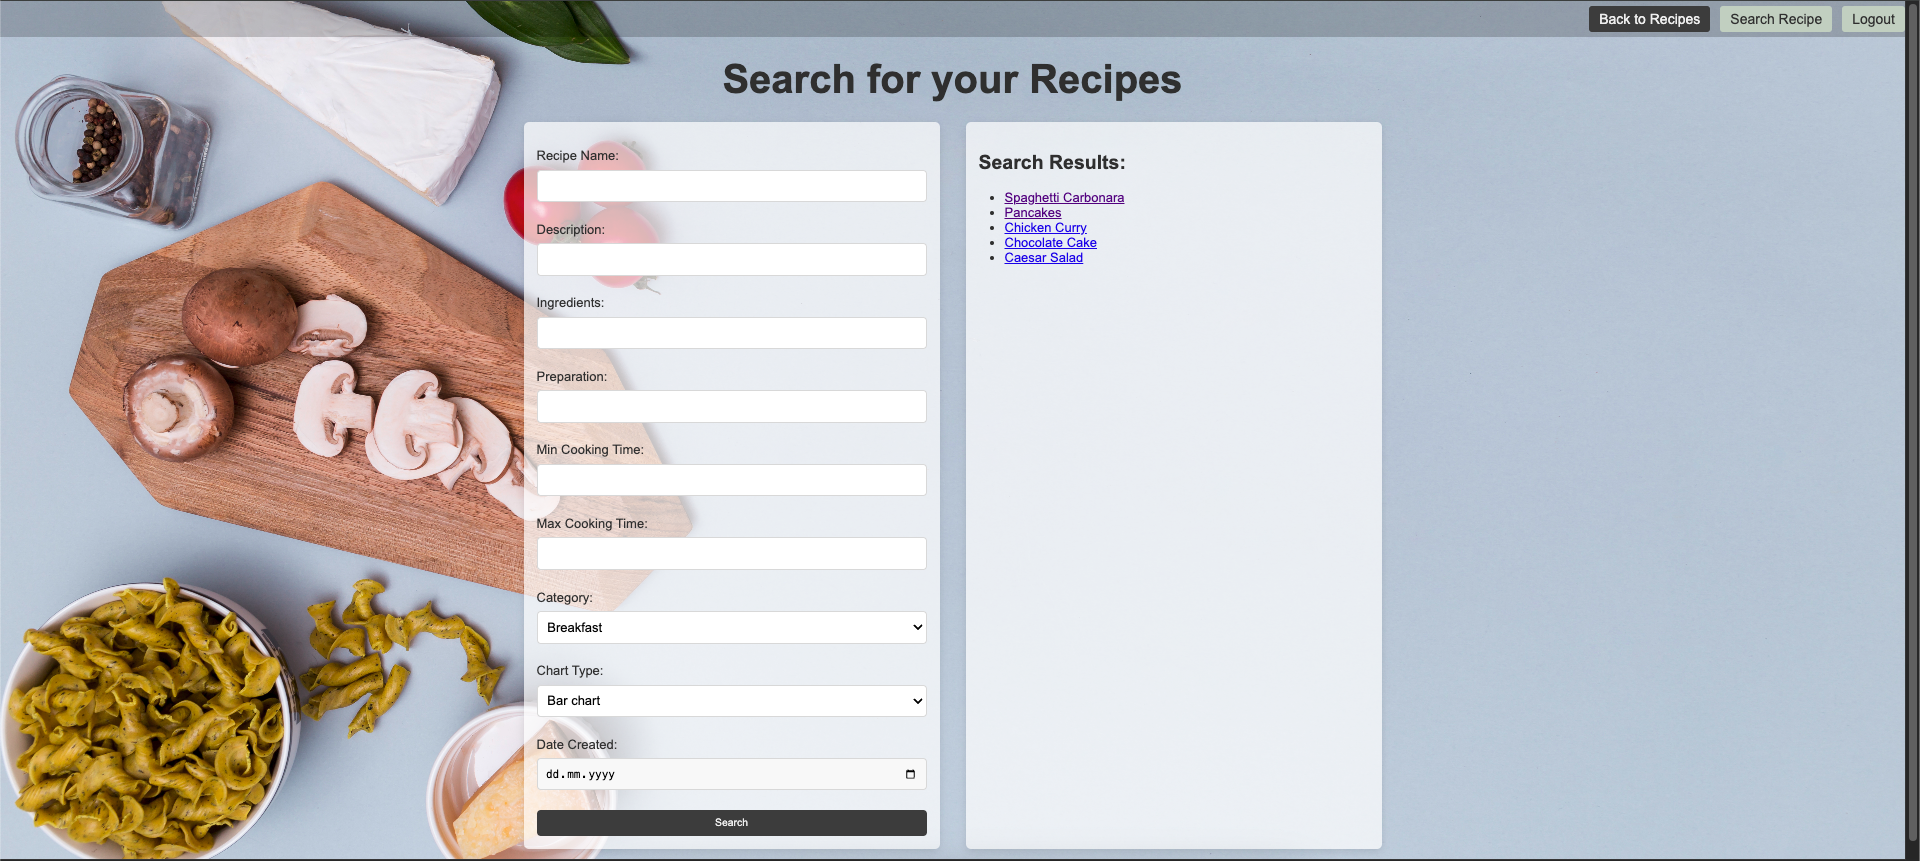 Back to Recipes Search Recipe Logout
Search for your Recipes
Recipe Name:
Description:
Ingredients:
Preparation:
Min Cooking Time:
Max Cooking Time:
Category:
Breakfast
Chart Type:
Bar chart
Date Created:
dd.mm.yyyy
Search
Search Results:
Spaghetti Carbonara
Pancakes
Chicken Curry
Chocolate Cake
Caesar Salad